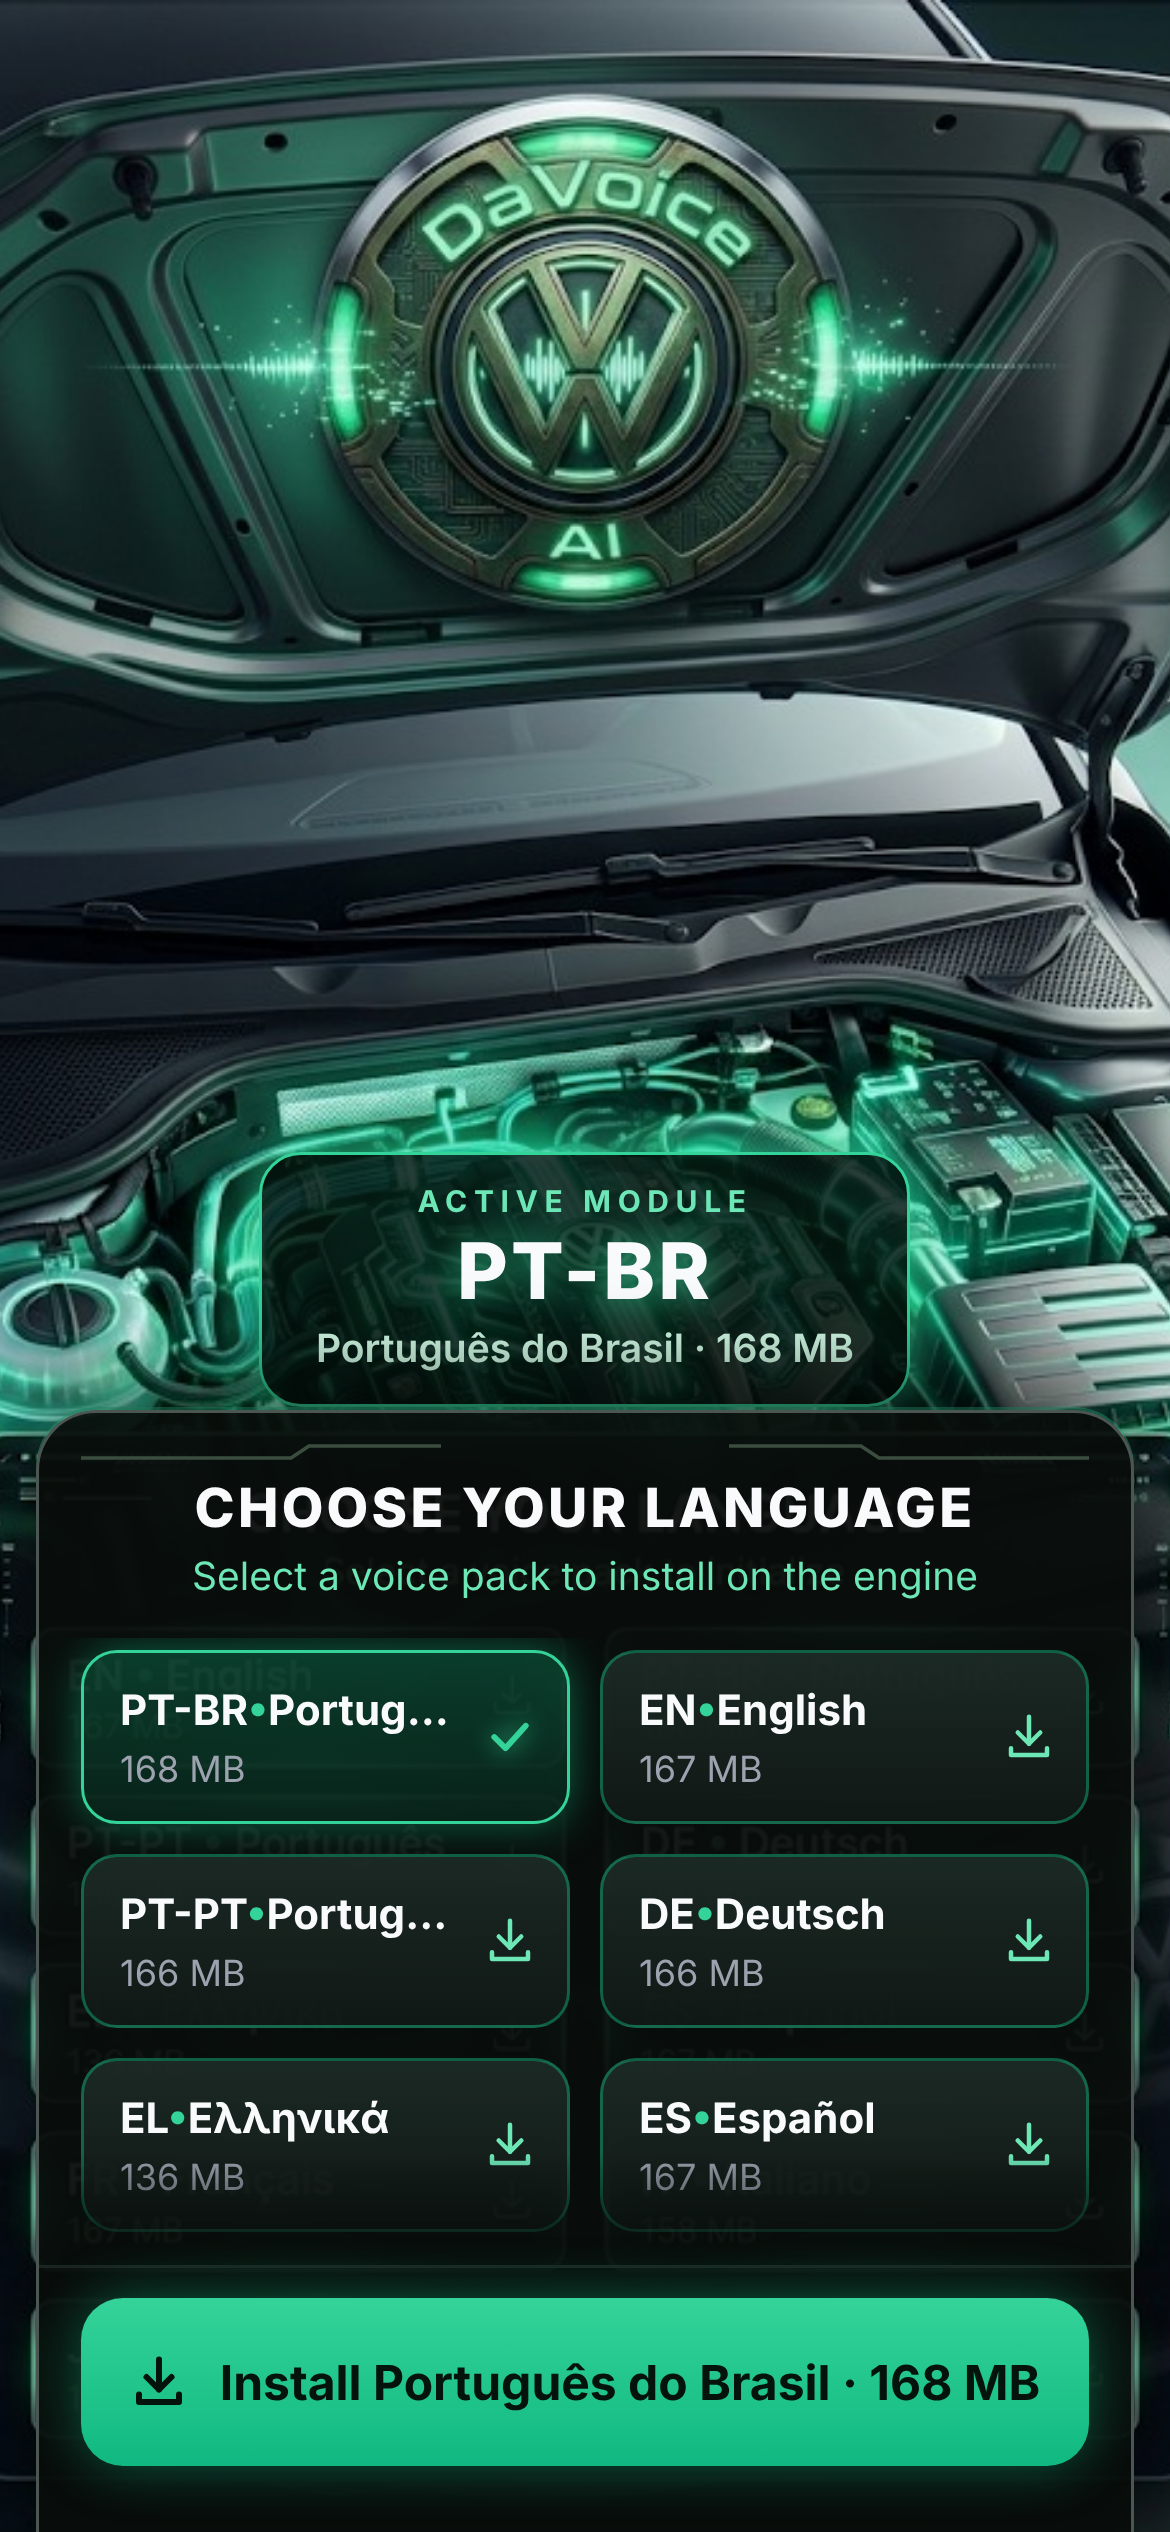 DaVoice
AI
ACTIVE MODULE
PT-BR
Português do Brasil · 168 MB
CHOOSE YOUR LANGUAGE
Select a voice pack to install on the engine
PT-BR•Portug...
168 MB
EN•English
167 MB
PT-PT•Portug...
166 MB
DE•Deutsch
166 MB
EL•Ελληνικά
136 MB
ES•Español
167 MB
Install Português do Brasil · 168 MB